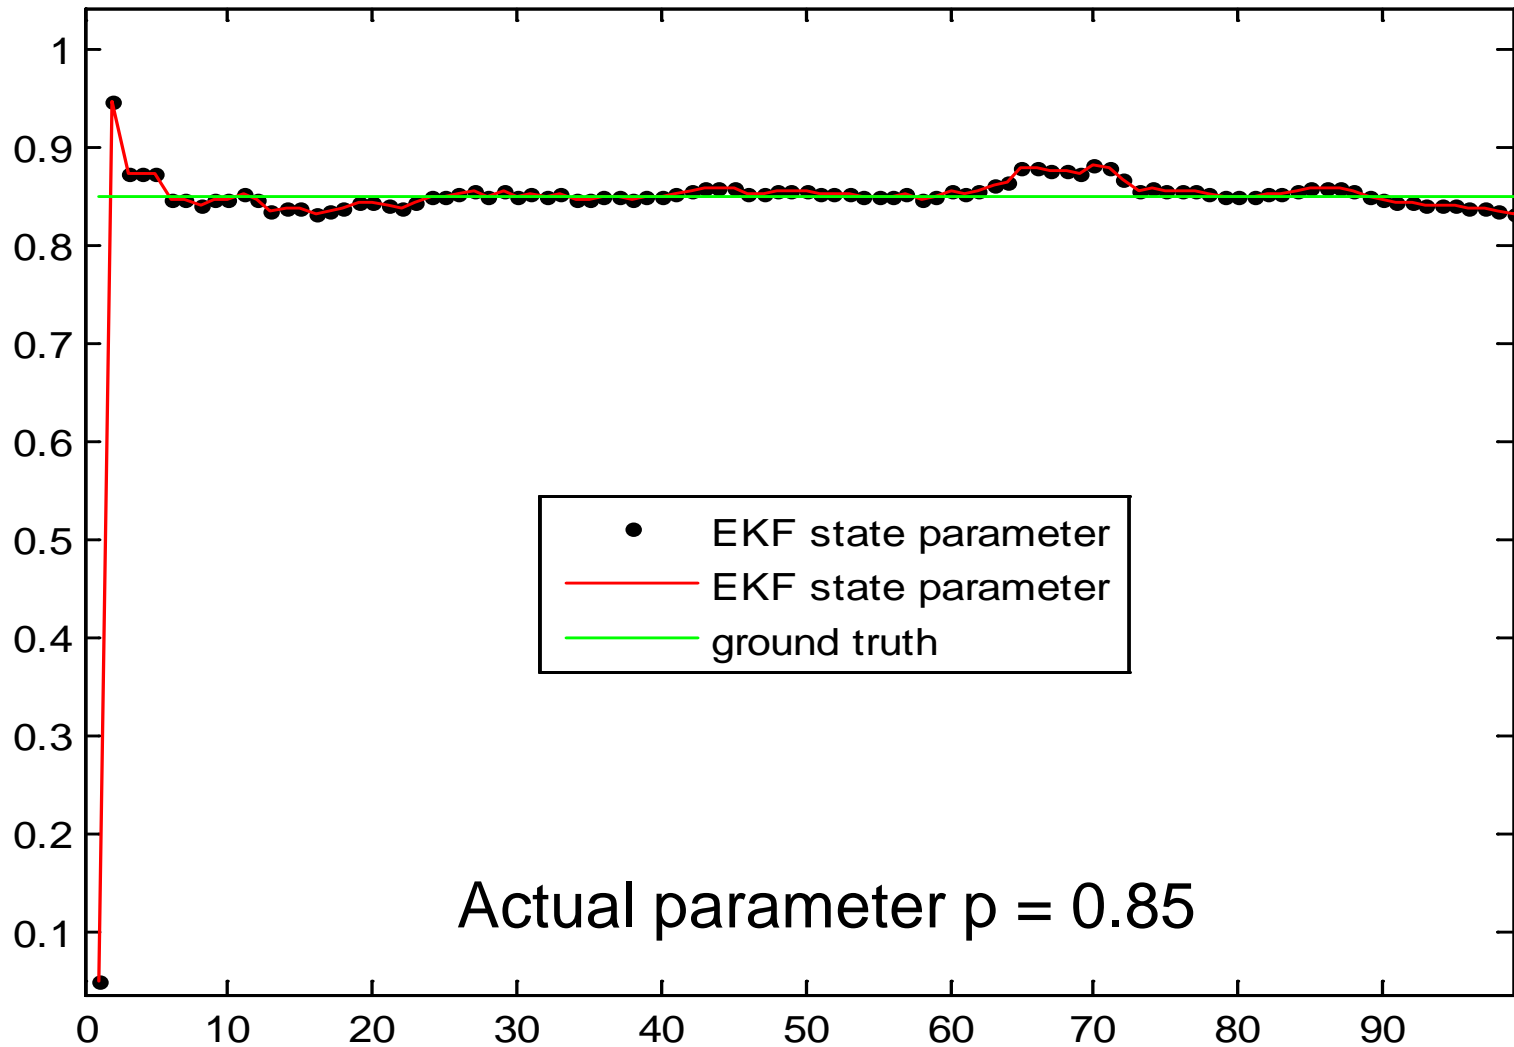 1
0.9
0.8
0.7
0.6
0.5
0.4
0.3
0.2
0.1
EKF state parameter
EKF state parameter
ground truth
Actual parameter p = 0.85
0 10 20 30 40 50 60 70 80 90